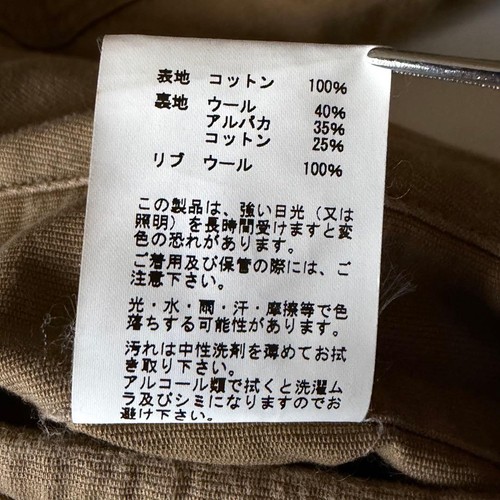 表地 コットン 100%
裏地 ウール 40%
アルパカ 35%
コットン 25%
リブ ウール 100%
この製品は、強い日光（又は
照明）を長時間受けますと変
色の恐れがあります。
ご着用及び保管の際には、ご
注意下さい。
光・水・雨・汗・摩擦等で色
落ちする可能性があります。
汚れは中性洗剤を薄めてお拭
き取り下さい。
アルコール類で拭くと洗濯ム
ラ及びシミになりますのでお
避け下さい。